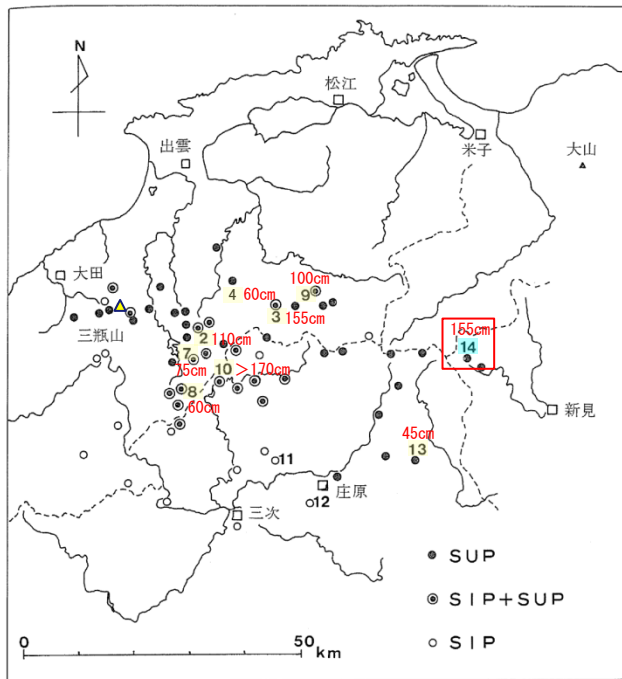 N
松江
米子
大山
出雲
大田
三瓶山
4 60cm
100cm
9
3
155cm
2
110cm
7
75cm
10 >170cm
8
60cm
155cm
14
新見
45cm
13
11
庄原
12
三次
SUP
SIP+SUP
SIP
0 50
km